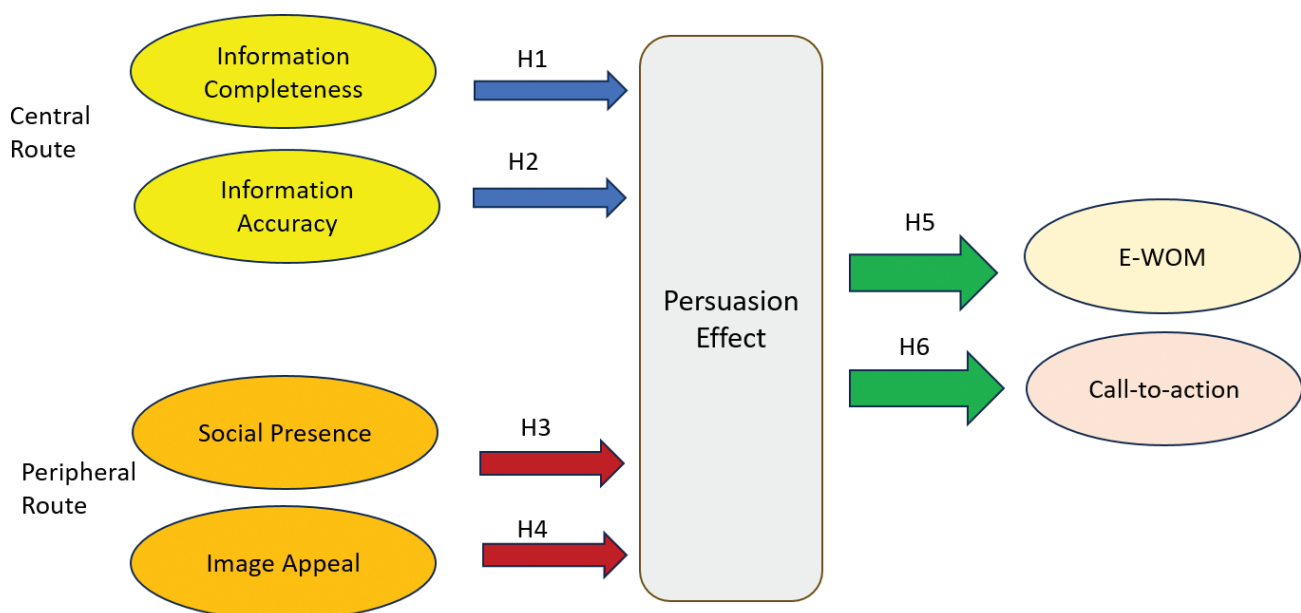 Central
Route
Information
Completeness
H1
Information
Accuracy
H2
Peripheral
Route
Social Presence
H3
Image Appeal
H4
Persuasion
Effect
H5
E-WOM
H6
Call-to-action